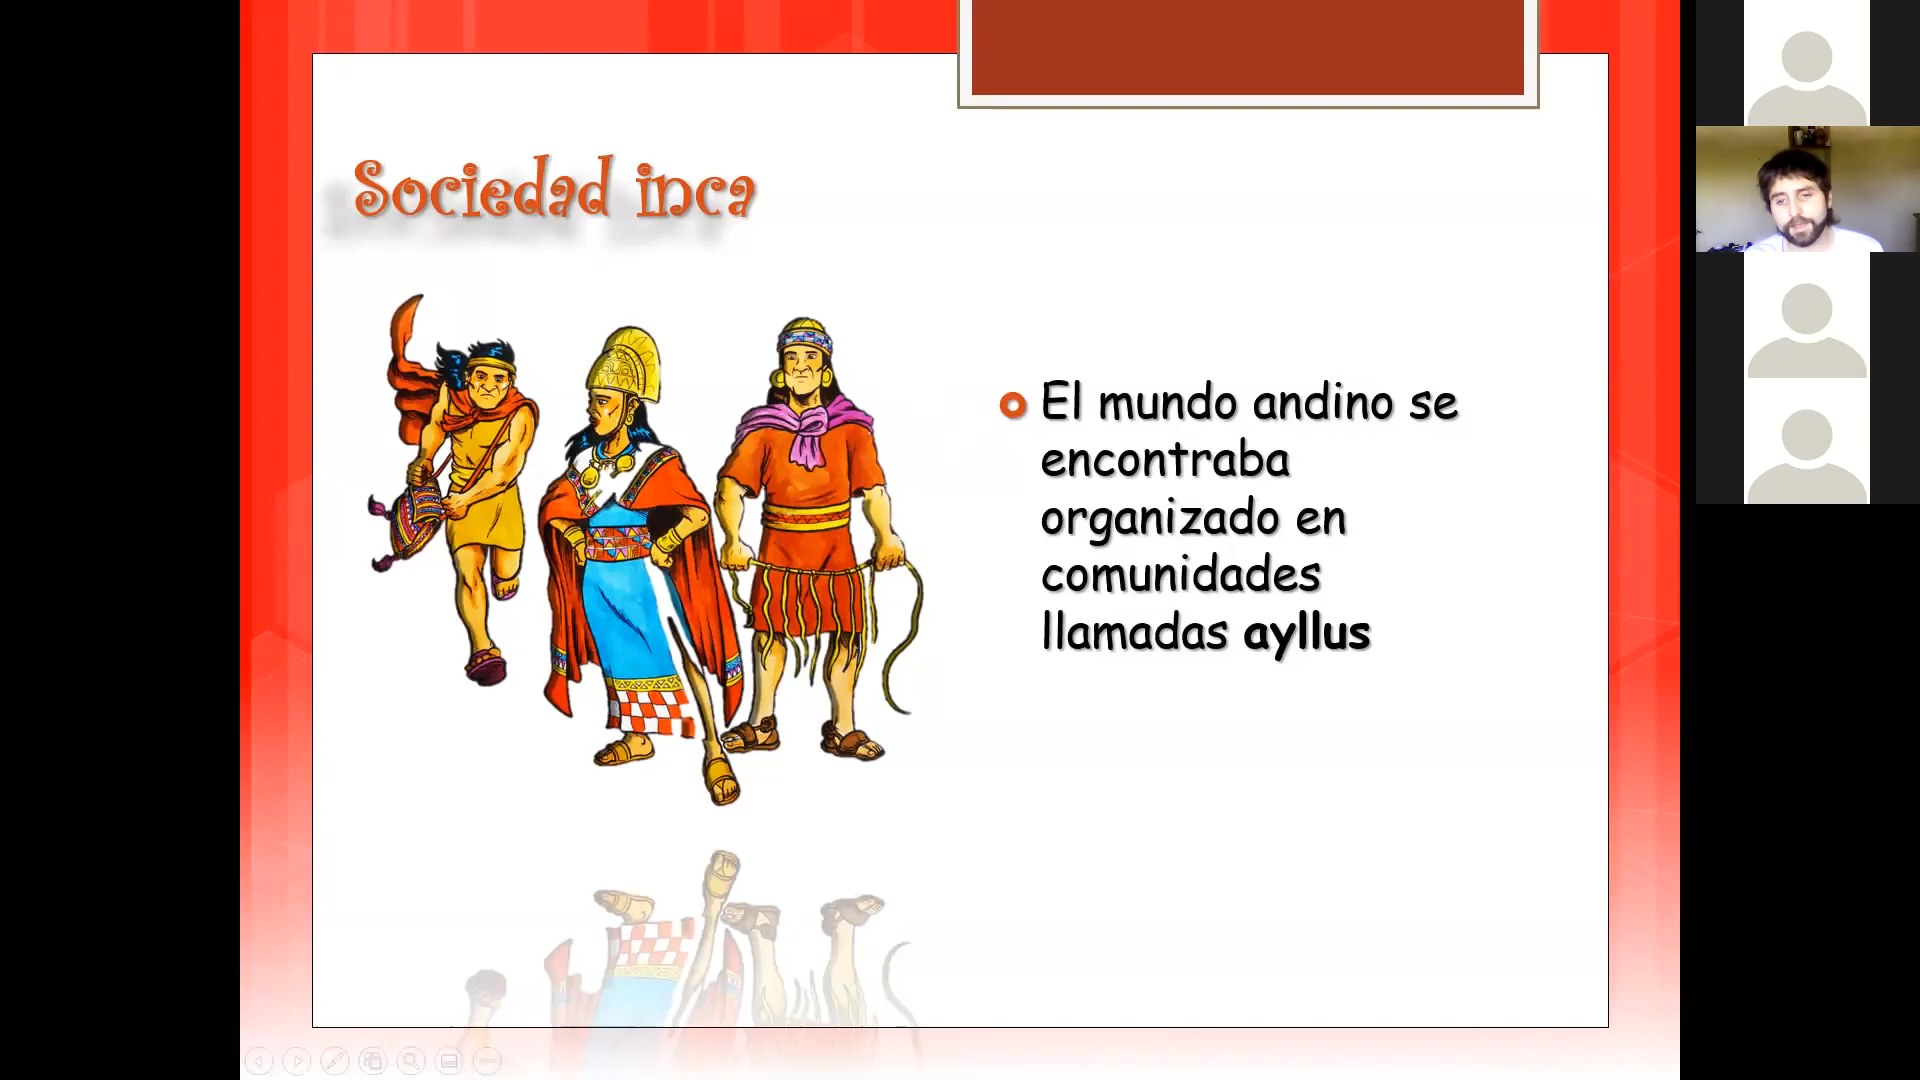 Sociedad inca
El mundo andino se
encontraba
organizado en
comunidades
llamadas ayllus